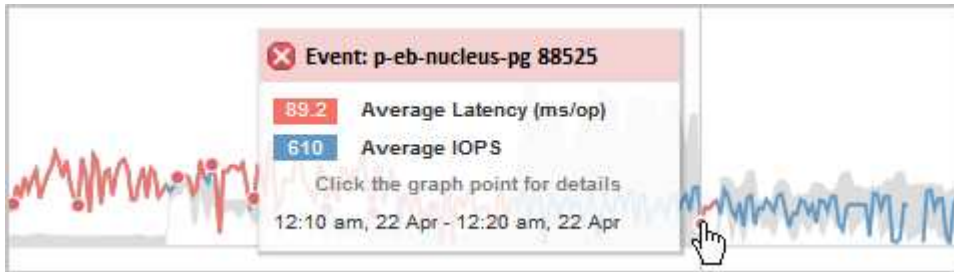 Event: p-eb-nucleus-pg 88525
89.2 Average Latency (ms/op)
610 Average IOPS
Click the graph point for details
12:10 am, 22 Apr - 12:20 am, 22 Apr